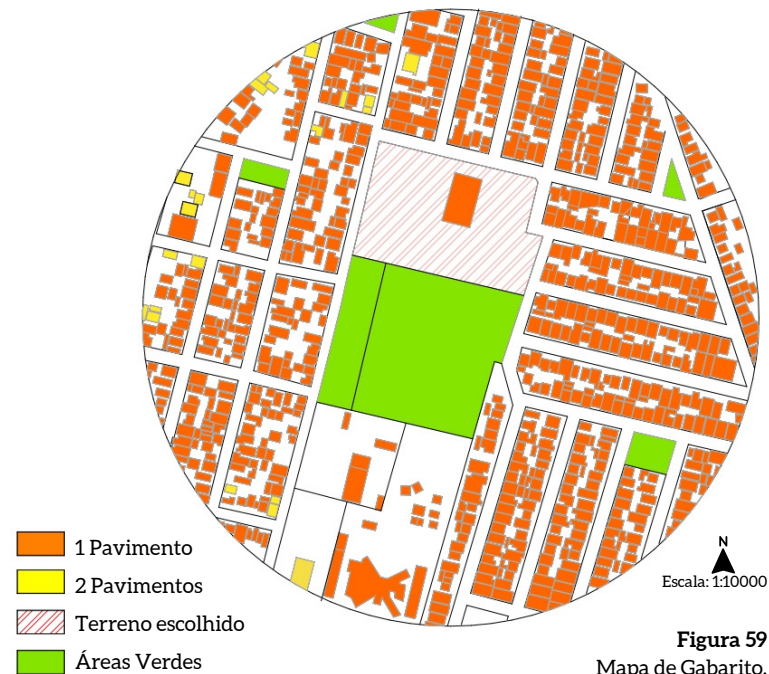 1 Pavimento
2 Pavimentos
Terreno escolhido
Áreas Verdes
N
Escala: 1:10000
Figura 59
Mapa de Gabarito.